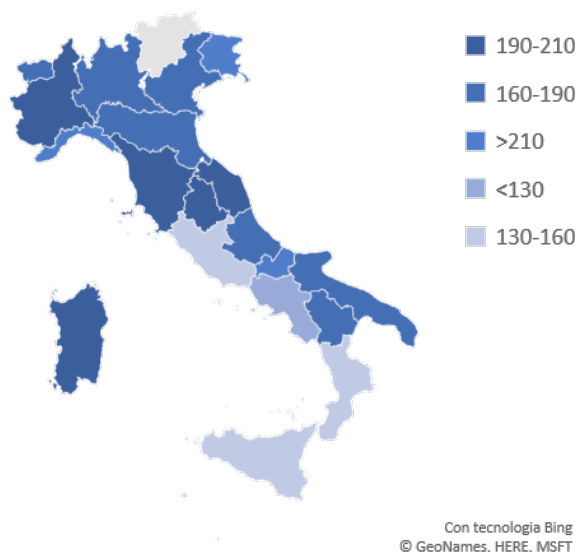 190-210
160-190
>210
<130
130-160
Con tecnologia Bing
© GeoNames, HERE, MSFT